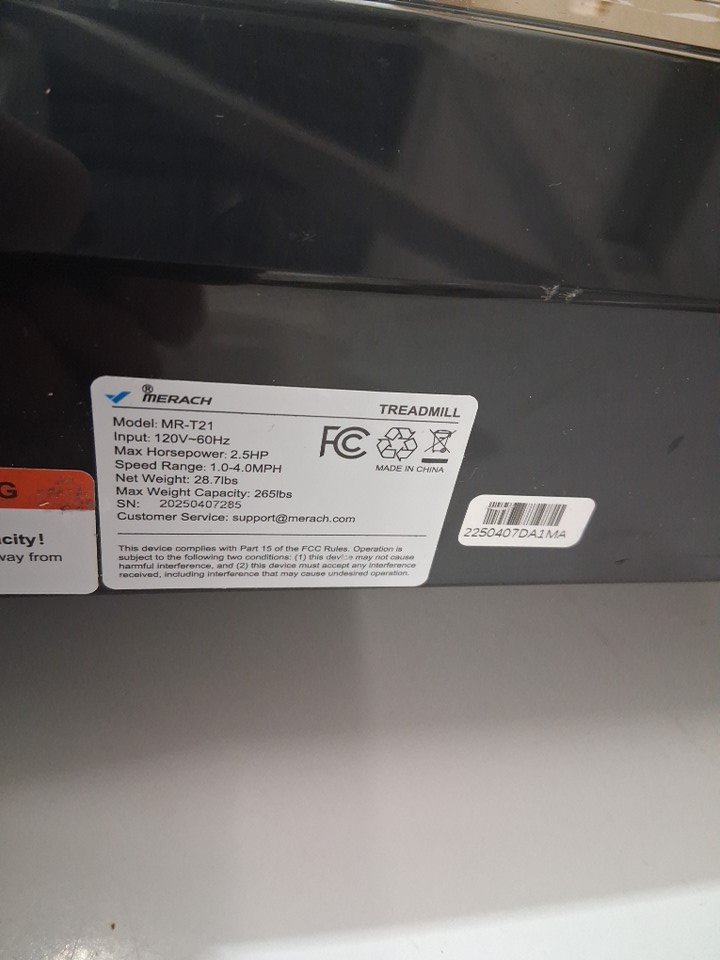 ® MERACH
TREADMILL
Model: MR-T21
Input: 120V~60Hz
Max Horsepower: 2.5HP
Speed Range: 1.0-4.0MPH
Net Weight: 28.7lbs
Max Weight Capacity: 265lbs
SN: 20250407285
Customer Service: support@merach.com
FC
MADE IN CHINA
This device complies with Part 15 of the FCC Rules. Operation is
subject to the following two conditions: (1) this device may not cause
harmful interference, and (2) this device must accept any interference
received, including interference that may cause undesired operation.
G
city!
way from
2250407DA1MA